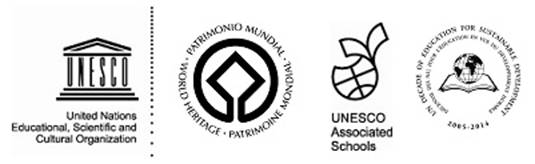 UNESCO
United Nations
Educational, Scientific and
Cultural Organization
PATRIMONIO MUNDIAL •
WORLD HERITAGE •
PATRIMOINE MONDIAL •
UNESCO
Associated
Schools
UN DECADE OF EDUCATION FOR SUSTAINABLE DEVELOPMENT
2005-2014